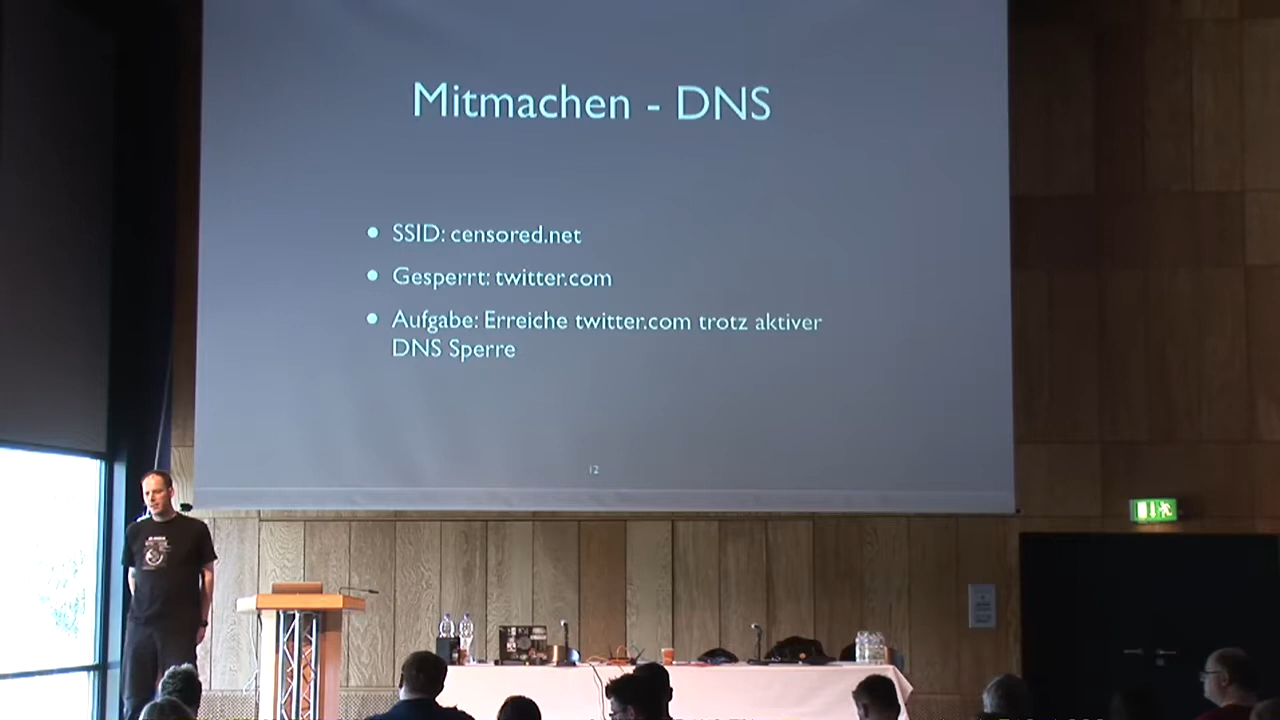 Mitmachen - DNS
• SSID: censored.net
• Gesperrt: twitter.com
• Aufgabe: Erreiche twitter.com trotz aktiver
DNS Sperre
12